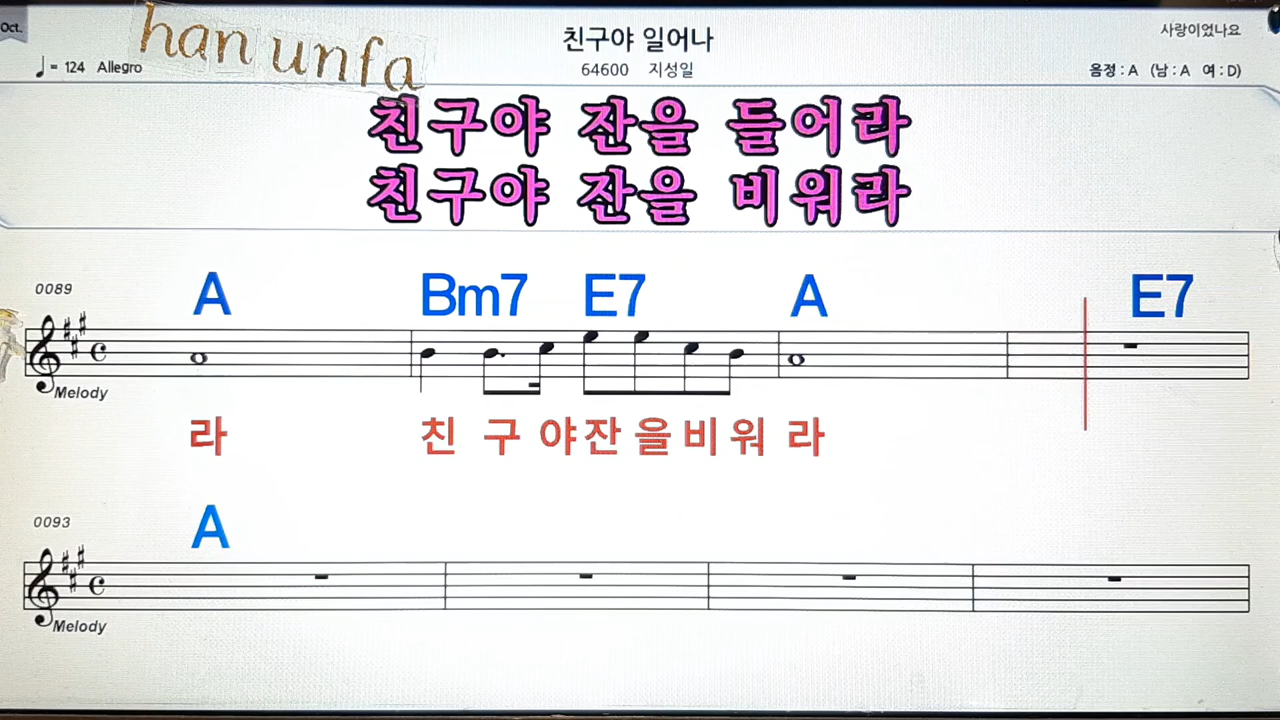 Oct.
han unfa
친구야 일어나
사랑이었나요
♩ = 124 Allegro
64600 지성일
음정 : A (남 : A 여 : D)
친구야 잔을 들어라
친구야 잔을 비워라
0089
A Bm7 E7 A E7
Melody
라 친 구 야 잔 을 비 워 라
0093
A
Melody